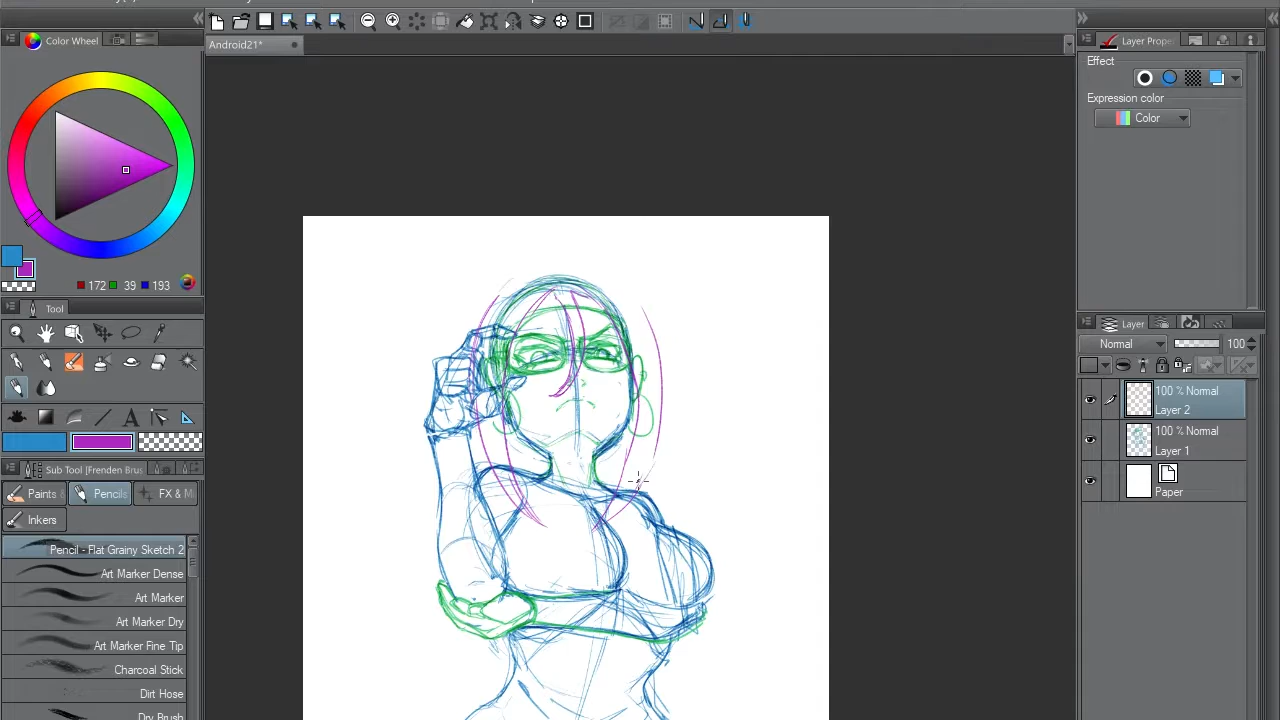 Color Wheel
Android21*
Layer Prope
Effect
Expression color
Color
172 39 193
Tool
Layer
Normal 100
100 % Normal
Layer 2
100 % Normal
Layer 1
Paper
Sub Tool [Frenden Brus
Paints & Pencils FX & M
Inkers
Pencil - Flat Grainy Sketch 2
Art Marker Dense
Art Marker
Art Marker Dry
Art Marker Fine Tip
Charcoal Stick
Dirt Hose
Dry Brush